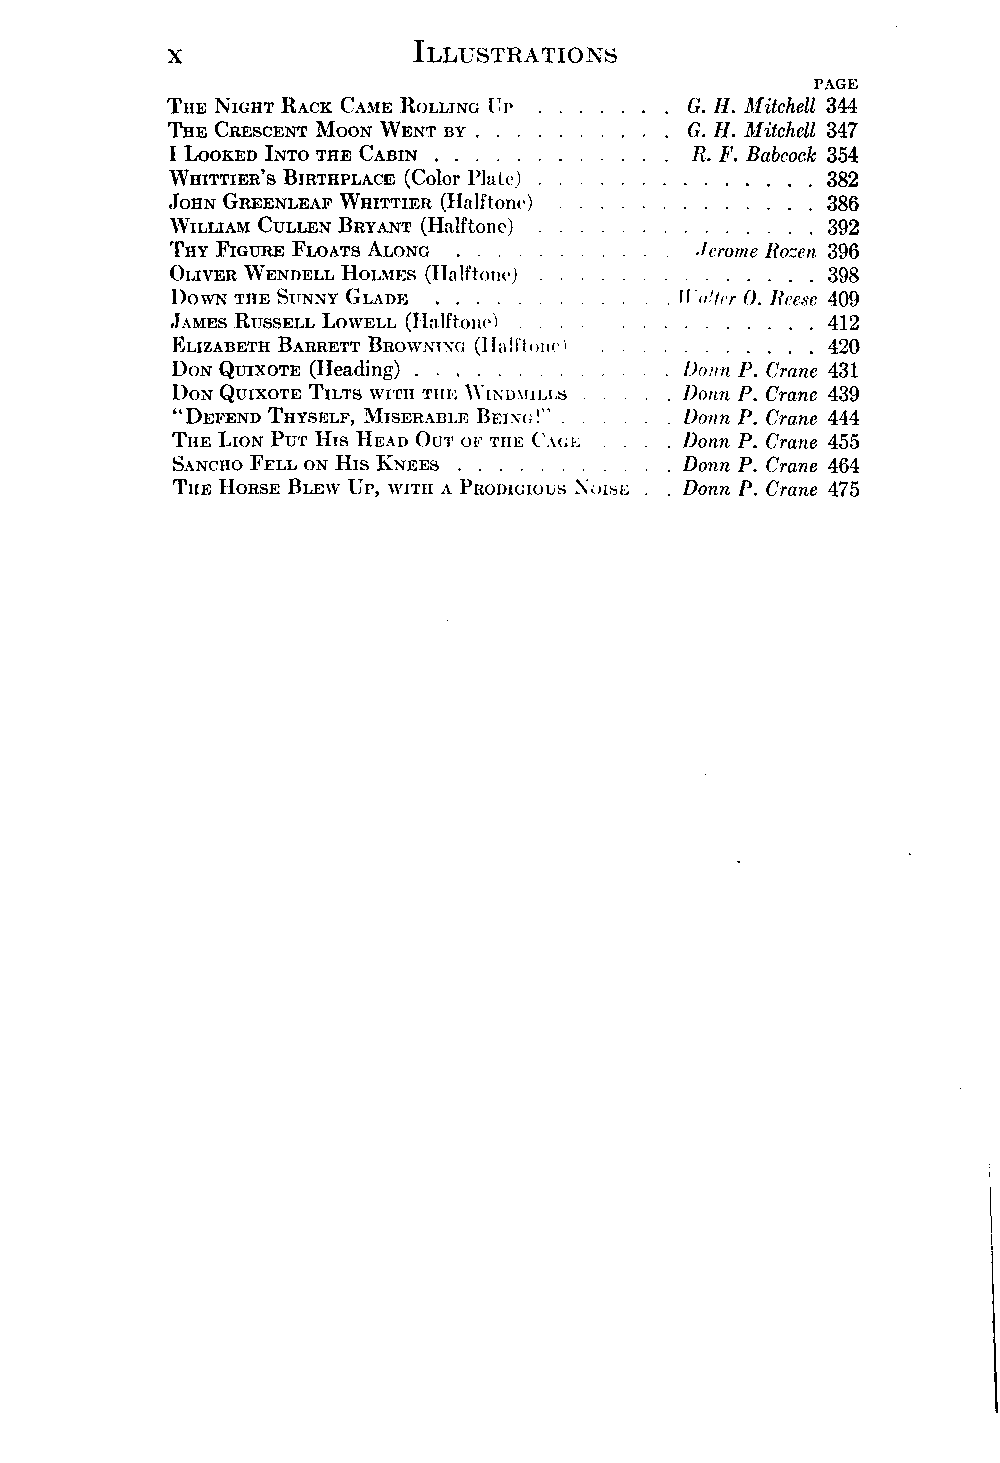 x ILLUSTRATIONS
PAGE
THE NIGHT RACK CAME ROLLING UP . . . . . . . G. H. Mitchell 344
THE CRESCENT MOON WENT BY . . . . . . . . . . G. H. Mitchell 347
I LOOKED INTO THE CABIN . . . . . . . . . . . . R. F. Babcock 354
WHITTIER'S BIRTHPLACE (Color Plate) . . . . . . . . . . . . . . 382
JOHN GREENLEAF WHITTIER (Halftone) . . . . . . . . . . . . . 386
WILLIAM CULLEN BRYANT (Halftone) . . . . . . . . . . . . . . 392
THY FIGURE FLOATS ALONG . . . . . . . . . . . Jerome Rozen 396
OLIVER WENDELL HOLMES (Halftone) . . . . . . . . . . . . . . 398
DOWN THE SUNNY GLADE . . . . . . . . . . . . Walter O. Reese 409
JAMES RUSSELL LOWELL (Halftone) . . . . . . . . . . . . . . 412
ELIZABETH BARRETT BROWNING (Halftone) . . . . . . . . . . . 420
DON QUIXOTE (Heading) . . . . . . . . . . . . . Donn P. Crane 431
DON QUIXOTE TILTS WITH THE WINDMILLS . . . . . Donn P. Crane 439
"DEFEND THYSELF, MISERABLE BEING!" . . . . . . Donn P. Crane 444
THE LION PUT HIS HEAD OUT OF THE CAGE . . . . Donn P. Crane 455
SANCHO FELL ON HIS KNEES . . . . . . . . . . . Donn P. Crane 464
THE HORSE BLEW UP, WITH A PRODIGIOUS NOISE . . Donn P. Crane 475